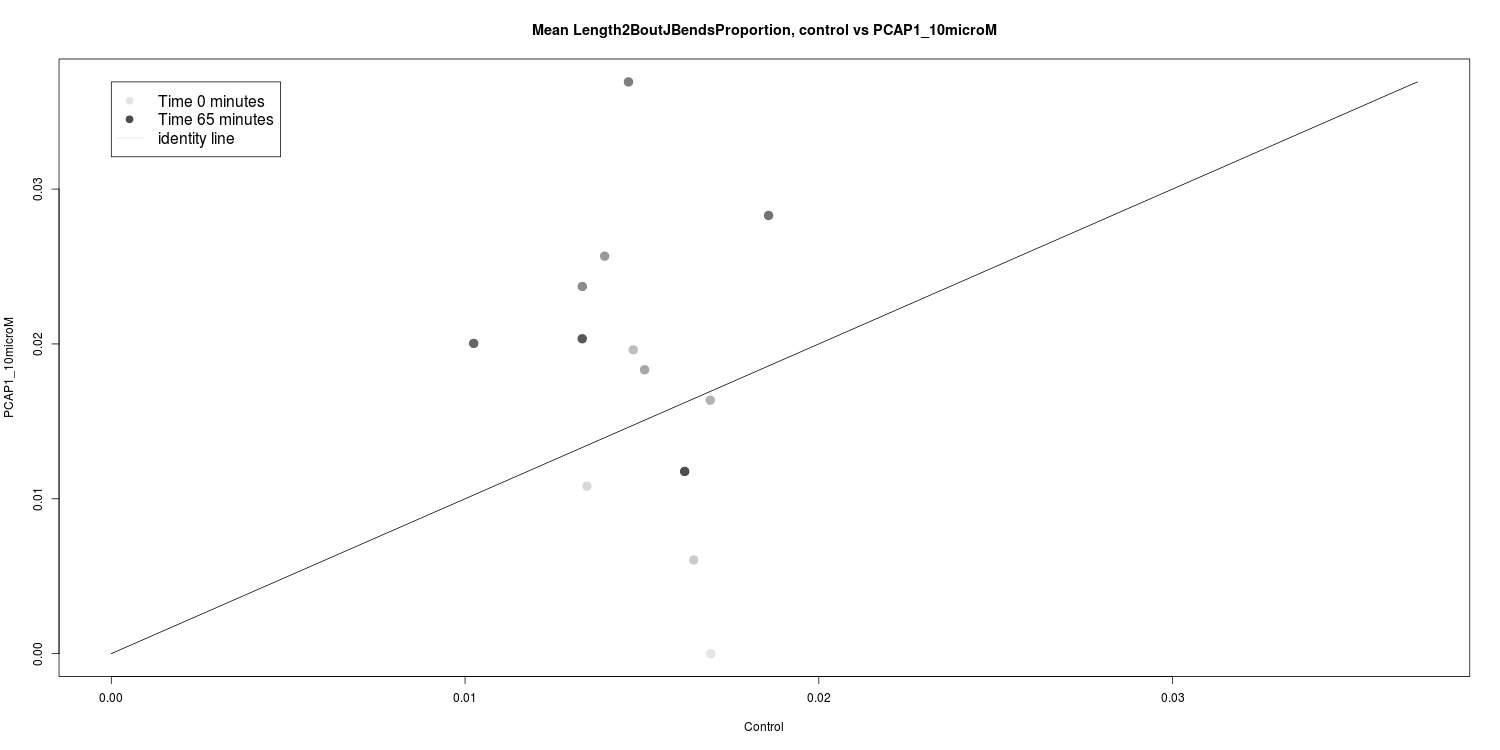 Mean Length2BoutJBendsProportion, control vs PCAP1_10microM
Time 0 minutes
Time 65 minutes
identity line
PCAP1_10microM
0.03
0.02
0.01
0.00
0.00
0.01
0.02
0.03
Control